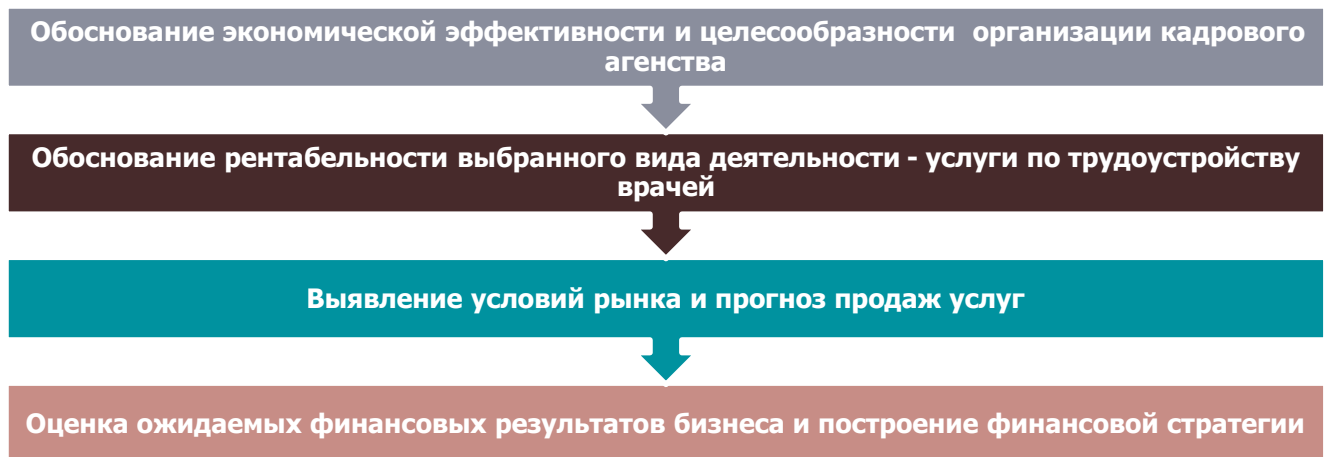 Обоснование экономической эффективности и целесообразности  организации кадрового
агенства
Обоснование рентабельности выбранного вида деятельности - услуги по трудоустройству
врачей
Выявление условий рынка и прогноз продаж услуг
Оценка ожидаемых финансовых результатов бизнеса и построение финансовой стратегии